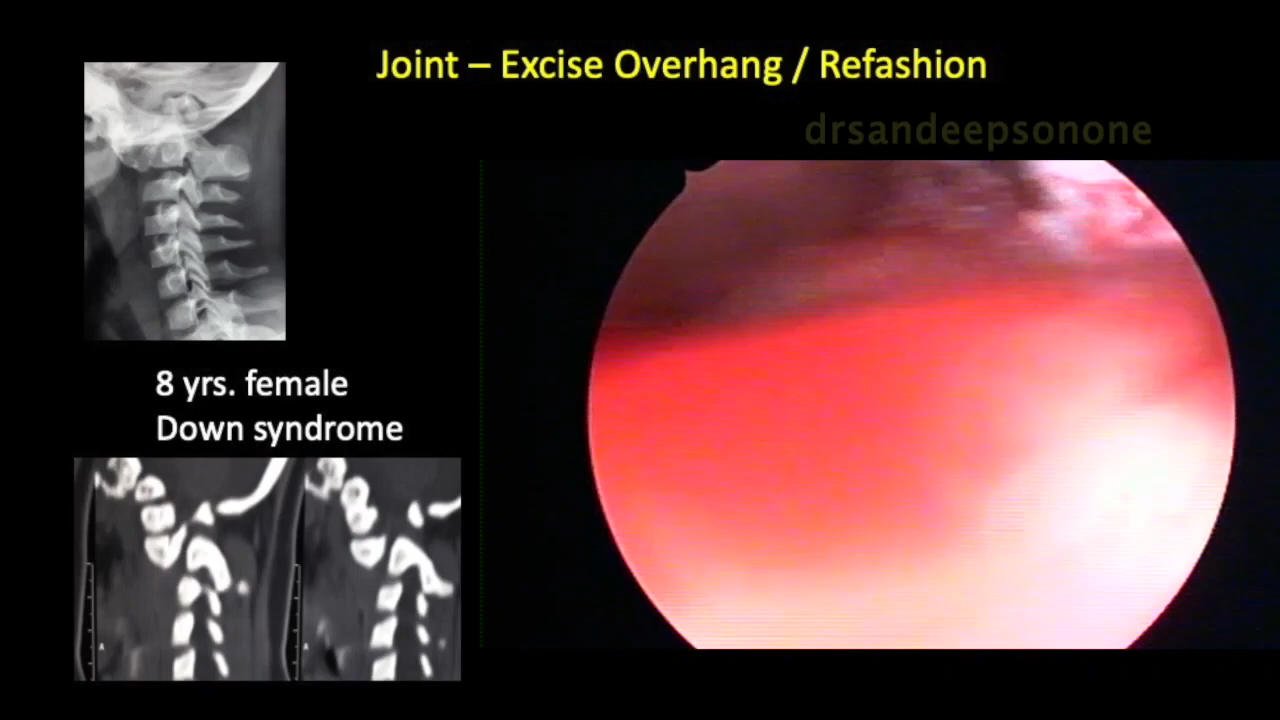 Joint – Excise Overhang / Refashion
drsandeepsonone
8 yrs. female
Down syndrome
A
A